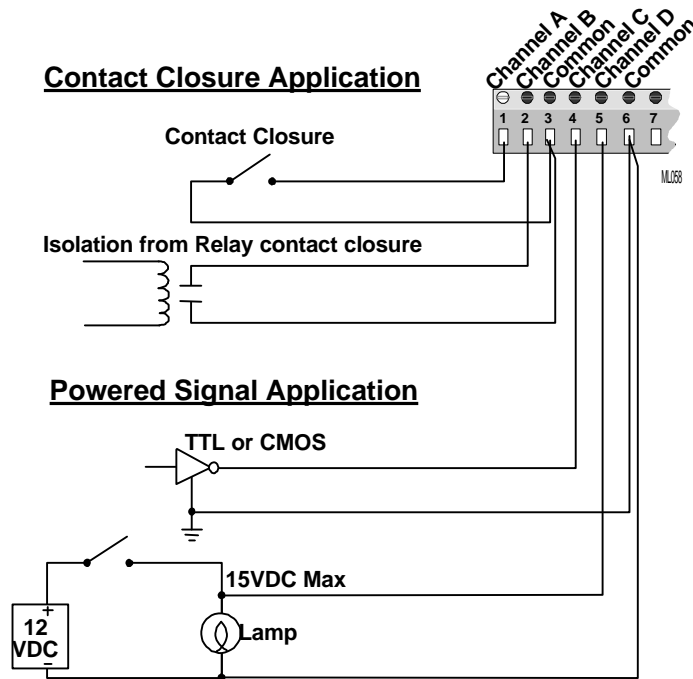 Channel A
Channel B
Common
Channel C
Channel D
Common
Contact Closure Application
1 2 3 4 5 6 7
Contact Closure
ML058
Isolation from Relay contact closure
Powered Signal Application
TTL or CMOS
15VDC Max
+
12
VDC
-
Lamp